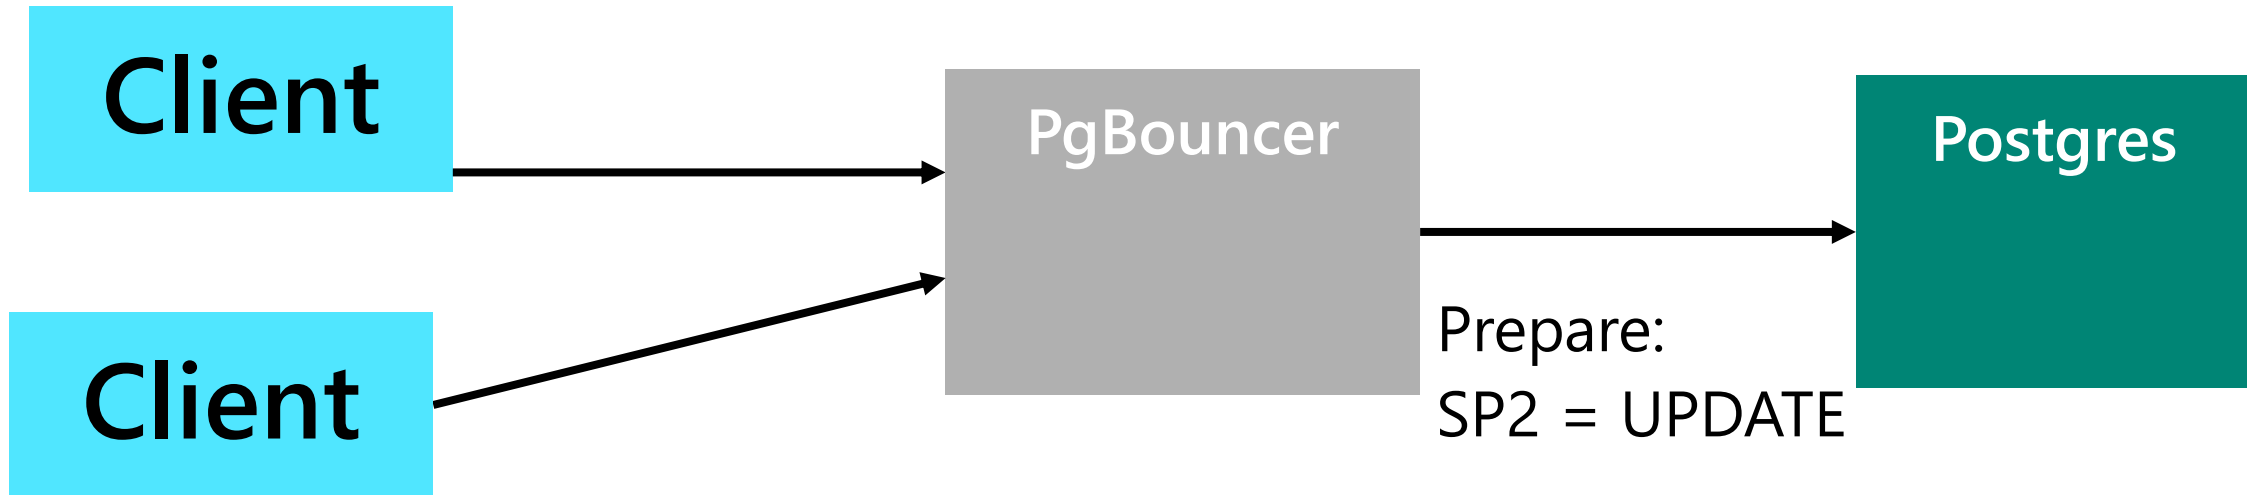 Client
PgBouncer
Postgres
Client
Prepare:
SP2 = UPDATE